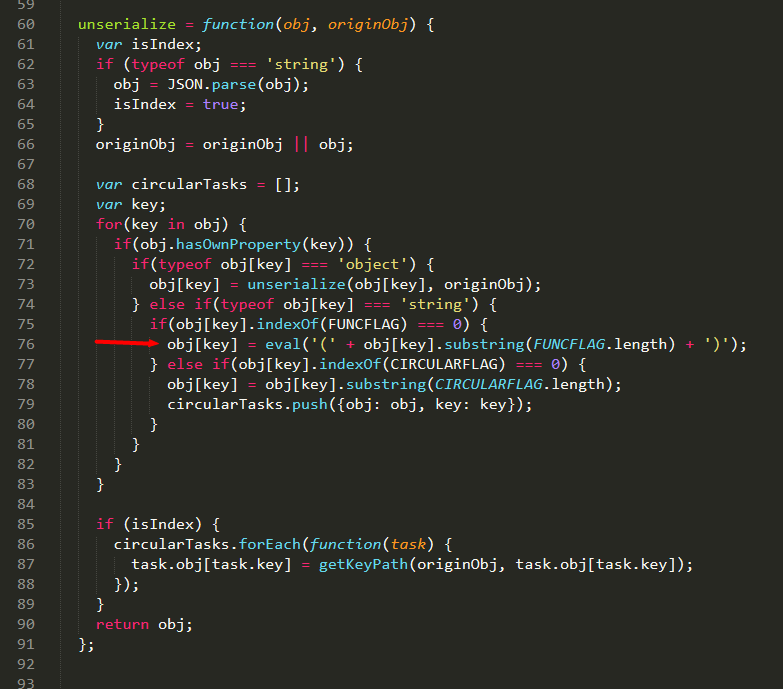 59
60 unserialize = function(obj, originObj) {
61 var isIndex;
62 if (typeof obj === 'string') {
63 obj = JSON.parse(obj);
64 isIndex = true;
65 }
66 originObj = originObj || obj;
67
68 var circularTasks = [];
69 var key;
70 for(key in obj) {
71 if(obj.hasOwnProperty(key)) {
72 if(typeof obj[key] === 'object') {
73 obj[key] = unserialize(obj[key], originObj);
74 } else if(typeof obj[key] === 'string') {
75 if(obj[key].indexOf(FUNCFLAG) === 0) {
76 obj[key] = eval('(' + obj[key].substring(FUNCFLAG.length) + ')');
77 } else if(obj[key].indexOf(CIRCULARFLAG) === 0) {
78 obj[key] = obj[key].substring(CIRCULARFLAG.length);
79 circularTasks.push({obj: obj, key: key});
80 }
81 }
82 }
83 }
84
85 if (isIndex) {
86 circularTasks.forEach(function(task) {
87 task.obj[task.key] = getKeyPath(originObj, task.obj[task.key]);
88 });
89 }
90 return obj;
91 };
92
93